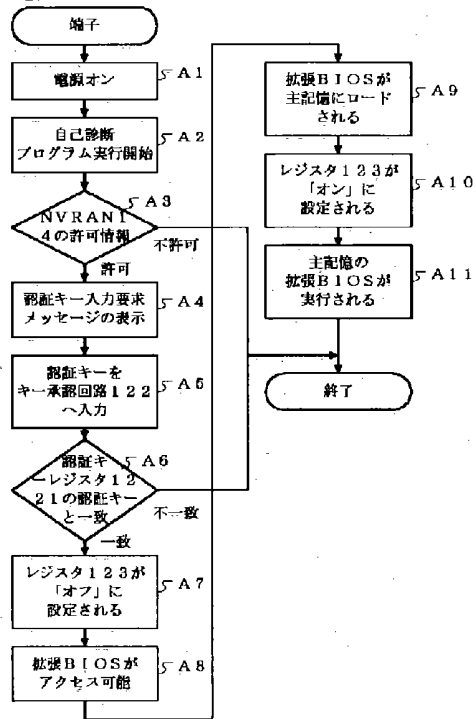 端子
電源オン
A1
自己診断
プログラム実行開始
A2
NVRAN1
4の許可情報
A3
不許可
許可
認証キー入力要求
メッセージの表示
A4
認証キーを
キー承認回路122
へ入力
A5
認証キ
ーレジスタ12
21の認証キー
と一致
A6
不一致
一致
レジスタ123が
「オフ」に
設定される
A7
拡張BIOSが
アクセス可能
A8
拡張BIOSが
主記憶にロード
される
A9
レジスタ123が
「オン」に
設定される
A10
主記憶の
拡張BIOSが
実行される
A11
終了